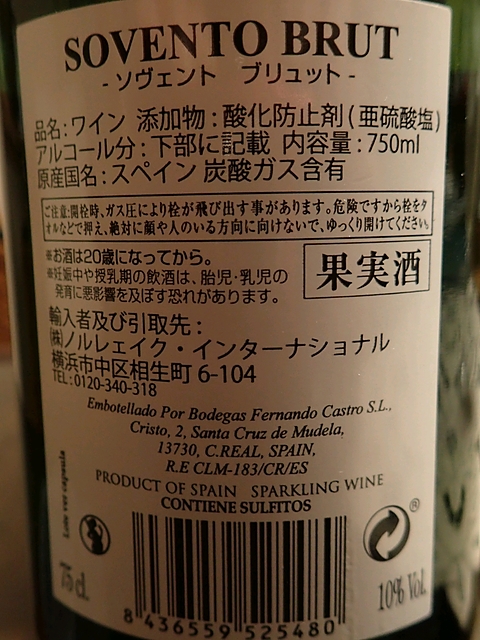 SOVENTO BRUT
- ソヴェント ブリュット -
品名：ワイン 添加物：酸化防止剤(亜硫酸塩)
アルコール分：下部に記載 内容量：750ml
原産国名：スペイン 炭酸ガス含有
ご注意:開栓時、ガス圧により栓が飛び出す事があります。危険ですから栓をタ
オルなどで押え、絶対に顔や人のいる方向に向けないで、ゆっくり開けてください。
※お酒は20歳になってから。
※妊娠中や授乳期の飲酒は、胎児・乳児の
発育に悪影響を及ぼす恐れがあります。
果実酒
輸入者及び引取先：
㈱ノルレェイク・インターナショナル
横浜市中区相生町 6-104
TEL:0120-340-318
Embotellado Por Bodegas Fernando Castro S.L.,
Cristo, 2, Santa Cruz de Mudela,
13730, C.REAL, SPAIN,
R.E CLM-183/CR/ES
PRODUCT OF SPAIN SPARKLING WINE
CONTIENE SULFITOS
Lote ver capsula
75 cl.
8 436559 525480
®
10% Vol.